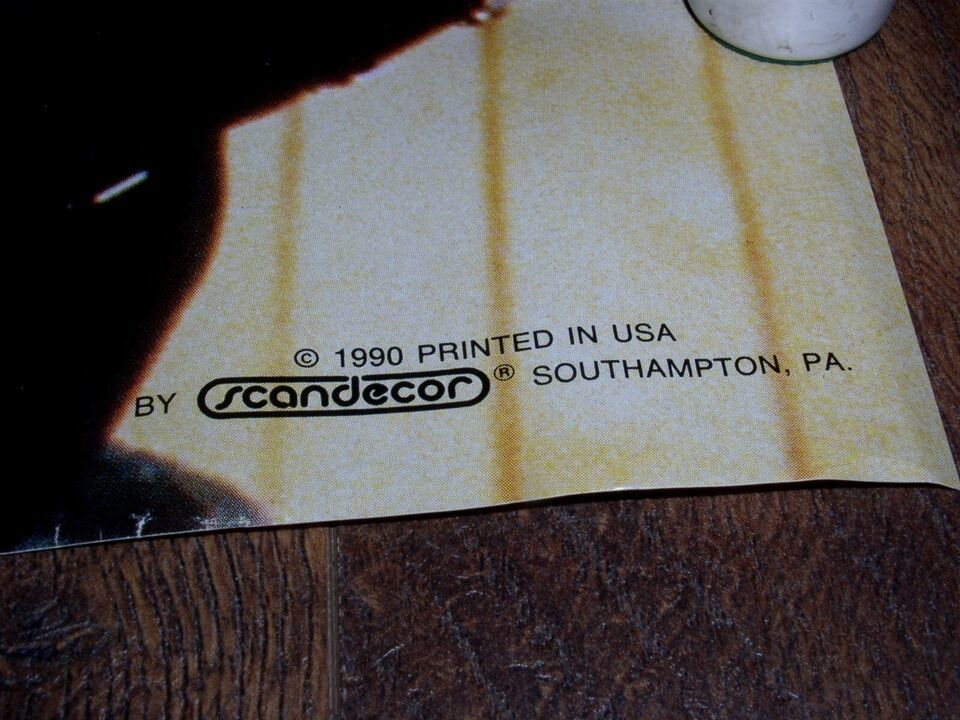 © 1990 PRINTED IN USA
BY scandecor® SOUTHAMPTON, PA.